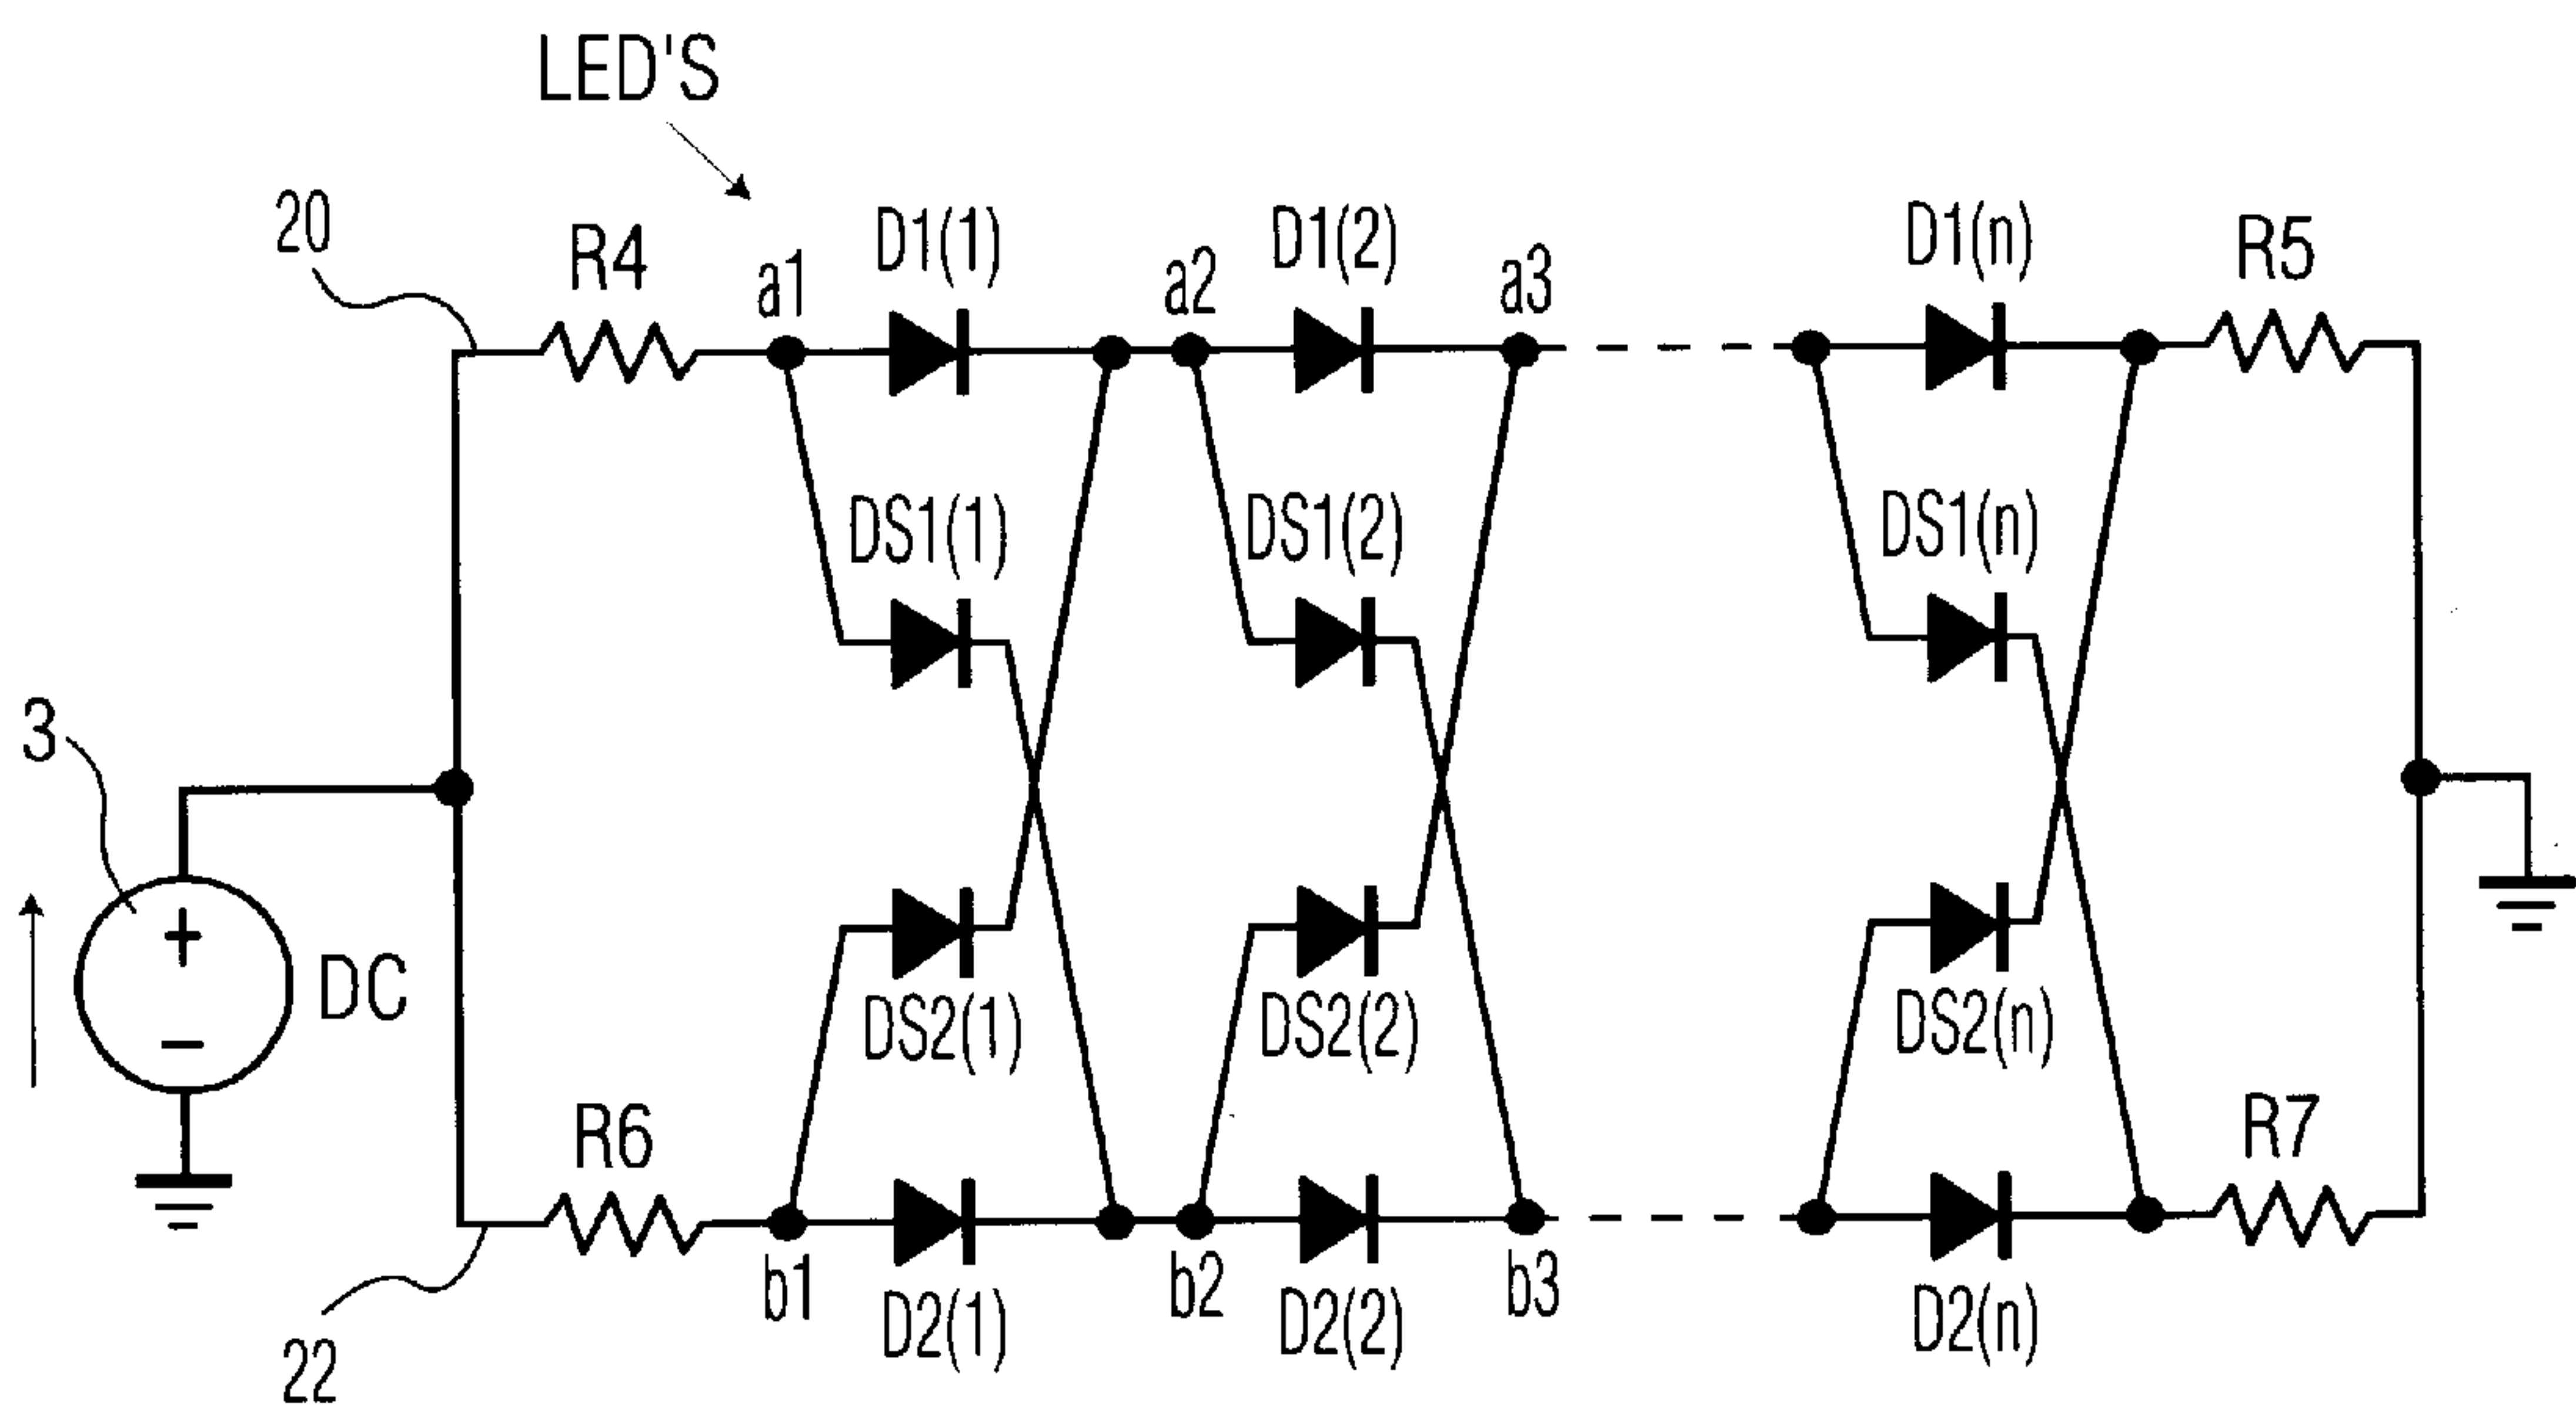 LED'S
20
R4
a1
D1(1)
a2
D1(2)
a3
D1(n)
R5
DS1(1)
DS1(2)
DS1(n)
3
+
DC
−
DS2(1)
DS2(2)
DS2(n)
R6
R7
b1
D2(1)
b2
D2(2)
b3
D2(n)
22